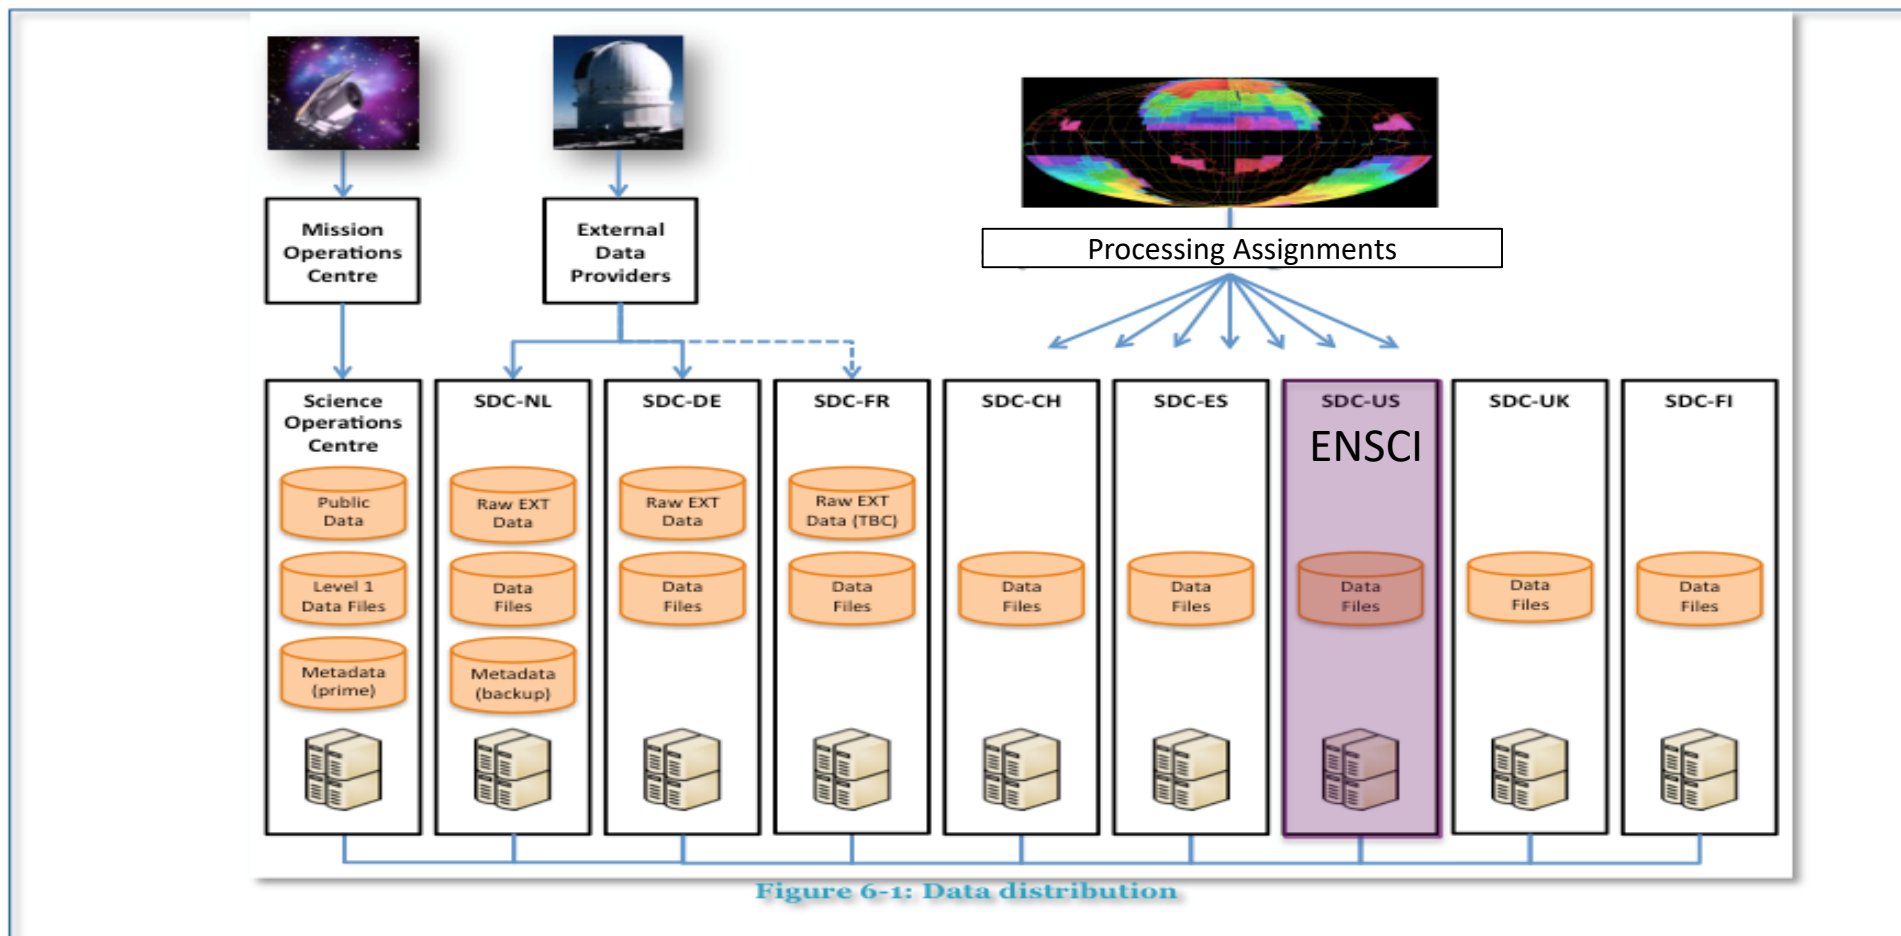 Mission
Operations
Centre
External
Data
Providers
Processing Assignments
Science
Operations
Centre
Public
Data
Level 1
Data Files
Metadata
(prime)
SDC-NL
Raw EXT
Data
Data
Files
Metadata
(backup)
SDC-DE
Raw EXT
Data
Data
Files
SDC-FR
Raw EXT
Data (TBC)
Data
Files
SDC-CH
Data
Files
SDC-ES
Data
Files
SDC-US
ENSCI
Data
Files
SDC-UK
Data
Files
SDC-FI
Data
Files
Figure 6-1: Data distribution